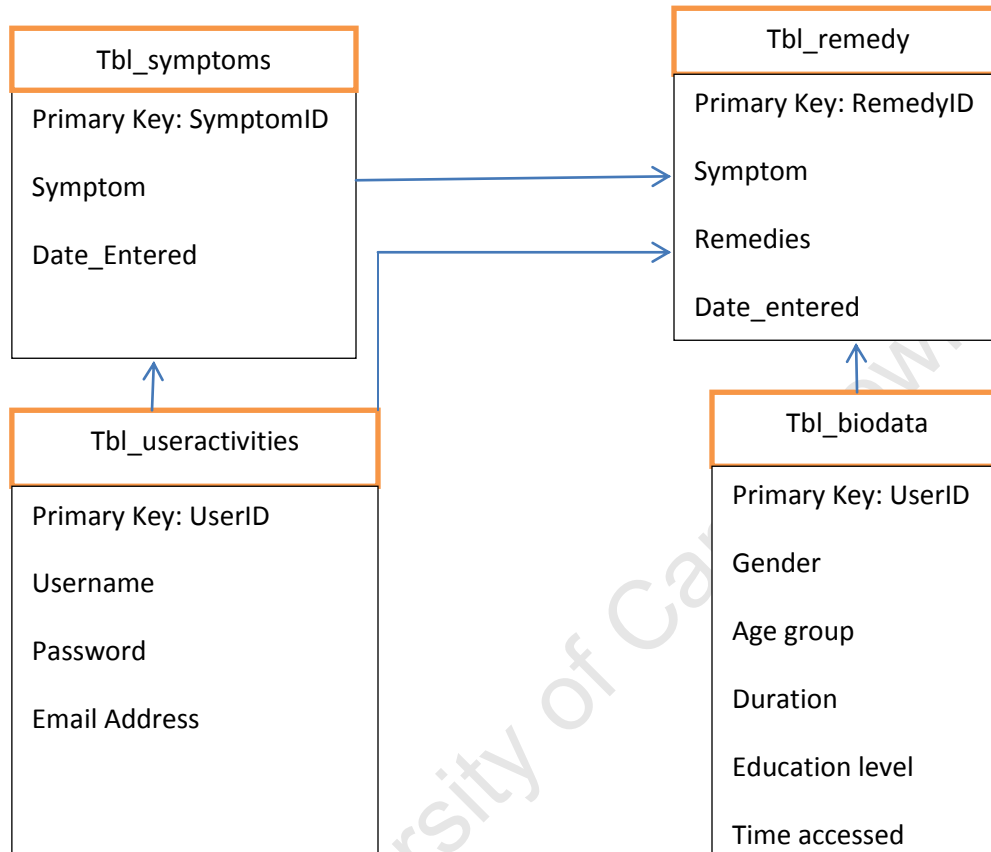 Tbl_symptoms
Primary Key: SymptomID
Symptom
Date_Entered
Tbl_remedy
Primary Key: RemedyID
Symptom
Remedies
Date_entered
Tbl_useractivities
Primary Key: UserID
Username
Password
Email Address
Tbl_biodata
Primary Key: UserID
Gender
Age group
Duration
Education level
Time accessed